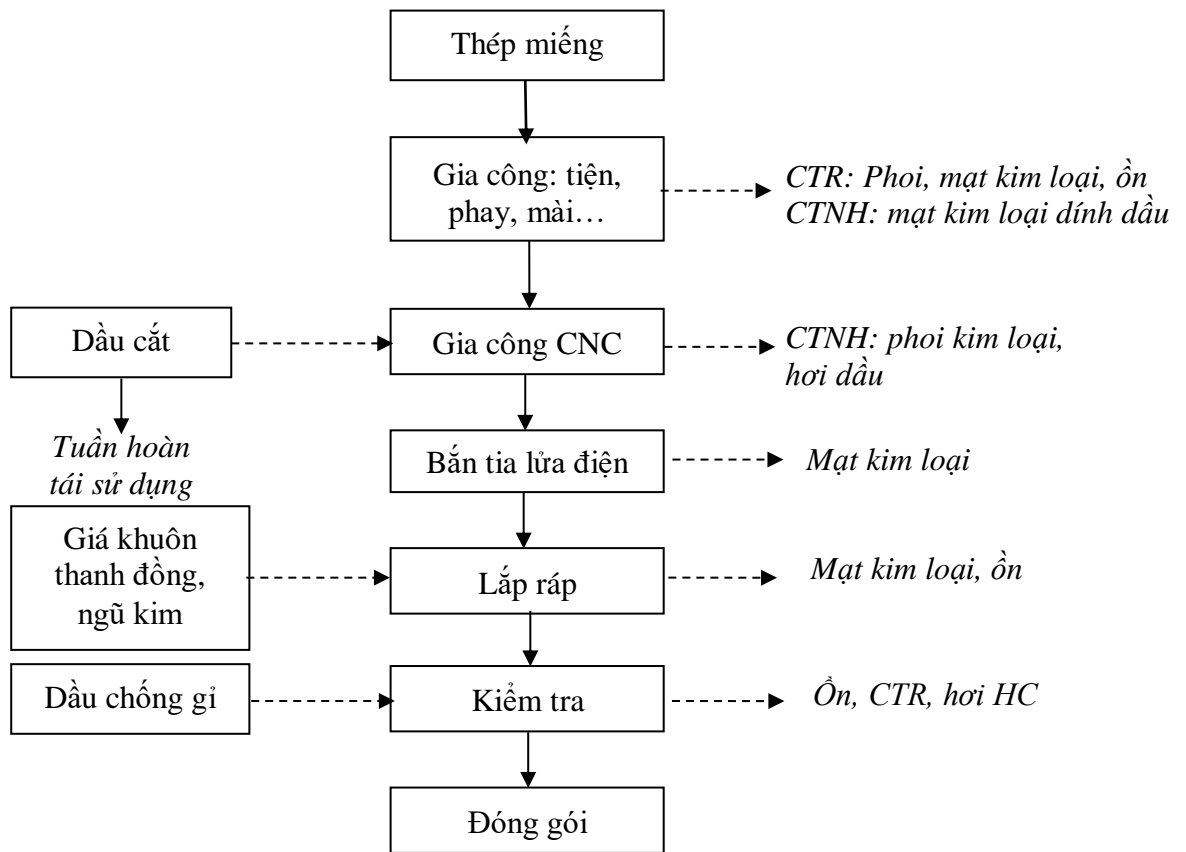 Thép miếng
Gia công: tiện,
phay, mài…
CTR: Phoi, mạt kim loại, ồn
CTNH: mạt kim loại dính dầu
Dầu cắt
Gia công CNC
CTNH: phoi kim loại,
hơi dầu
Tuần hoàn
tái sử dụng
Bắn tia lửa điện
Mạt kim loại
Giá khuôn
thanh đồng,
ngũ kim
Lắp ráp
Mạt kim loại, ồn
Dầu chống gỉ
Kiểm tra
Ồn, CTR, hơi HC
Đóng gói